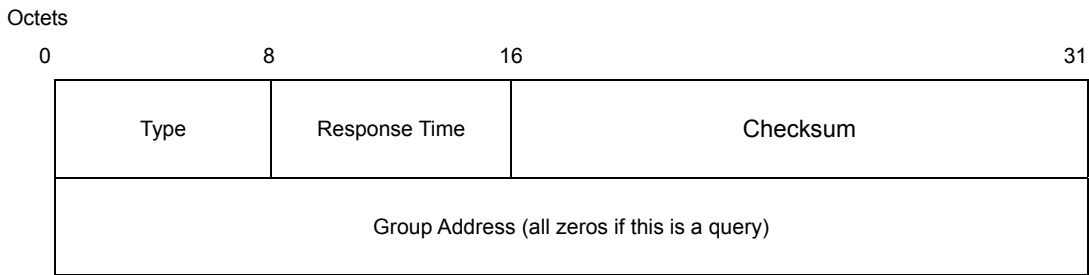 Octets
0 8 16 31
Type Response Time Checksum
Group Address (all zeros if this is a query)